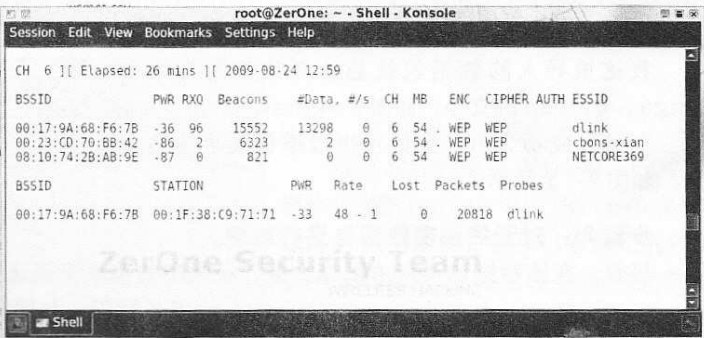 root@ZerOne: ~ - Shell - Konsole
Session Edit View Bookmarks Settings Help
CH 6 ][ Elapsed: 26 mins ][ 2009-08-24 12:59
BSSID PWR RXQ Beacons #Data, #/s CH MB ENC CIPHER AUTH ESSID
00:17:9A:68:F6:7B -36 96 15552 13298 0 6 54 . WEP WEP dlink
00:23:CD:70:BB:42 -86 2 6323 2 0 6 54 . WEP WEP cbons-xian
08:10:74:2B:AB:9E -87 0 821 0 0 6 54 WEP WEP NETCORE369
BSSID STATION PWR Rate Lost Packets Probes
00:17:9A:68:F6:7B 00:1F:38:C9:71:71 -33 48 - 1 0 20818 dlink
ZerOne Security Team
Shell